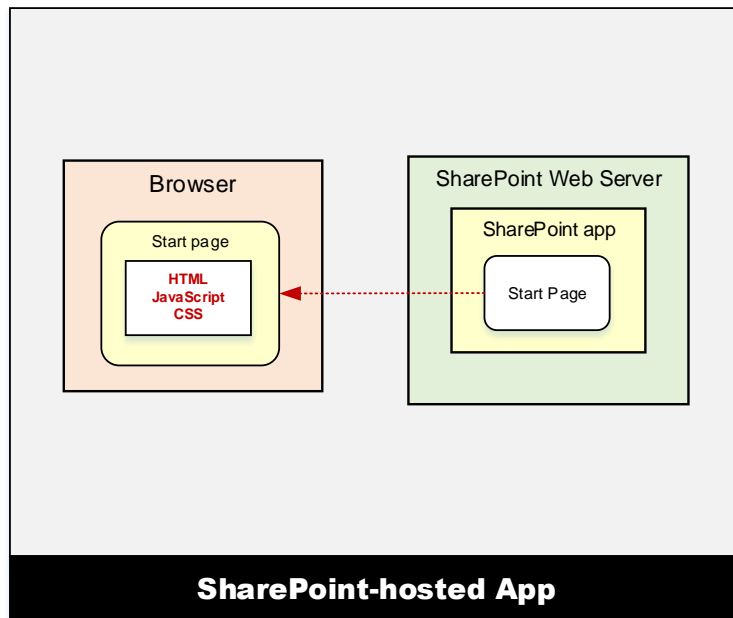 Browser
Start page
HTML
JavaScript
CSS
SharePoint Web Server
SharePoint app
Start Page
SharePoint-hosted App